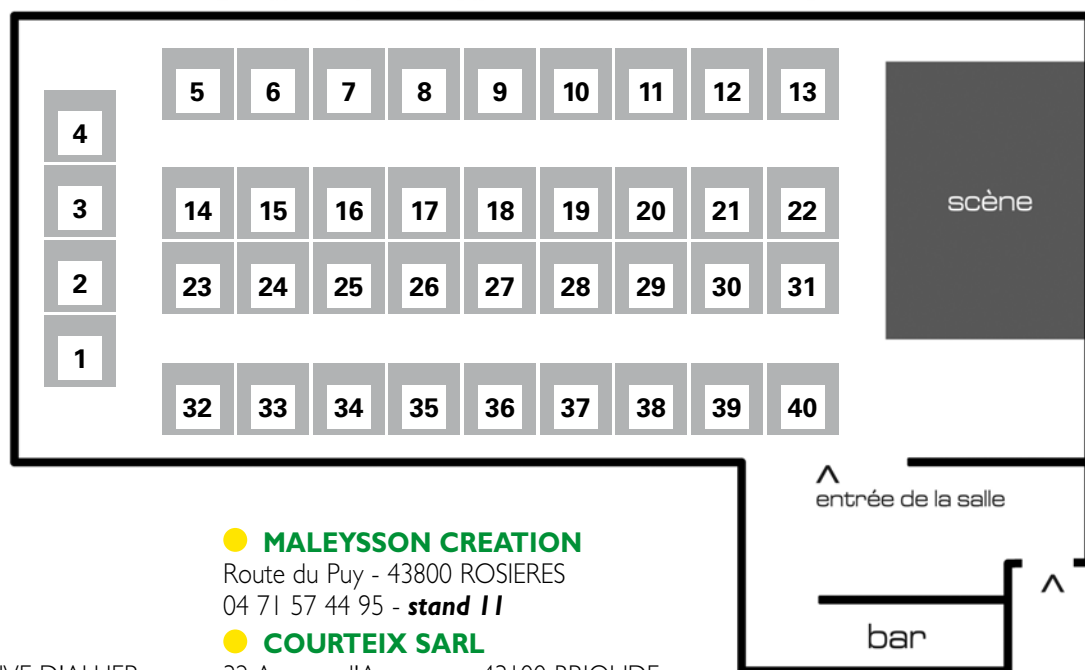 5 6 7 8 9 10 11 12 13
4
3
14 15 16 17 18 19 20 21 22
scène
2
23 24 25 26 27 28 29 30 31
1
32 33 34 35 36 37 38 39 40
entrée de la salle
MALEYSSON CREATION
Route du Puy - 43800 ROSIERES
04 71 57 44 95 - stand 11
bar
COURTEIX SARL